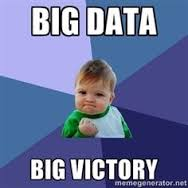 BIG DATA
BIG VICTORY
memegenerator.net